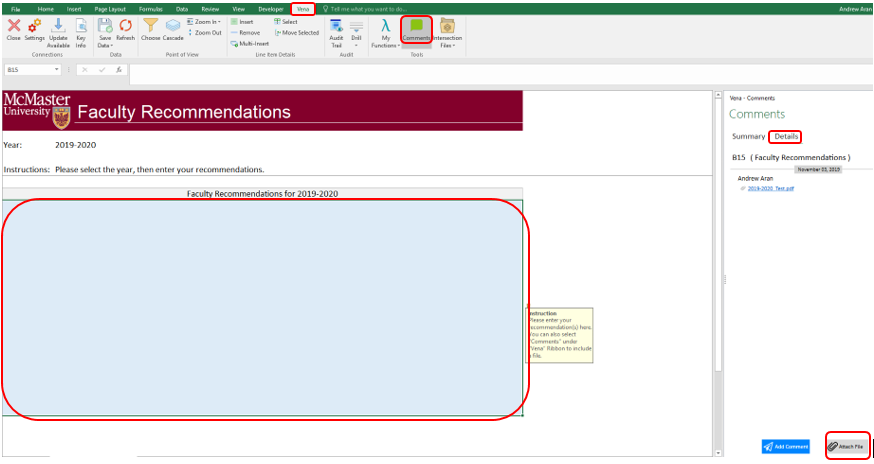 File Home Insert Page Layout Formulas Data Review View Developer Vena Tell me what you want to do... Andrew Aran
Close Settings Update Available Key Info Save Data Refresh Choose Cascade Zoom In Zoom Out Insert Remove Multi-Insert Select Move Selected Audit Trail Drill My Functions Comments Intersection Files
Connections Data Point of View Line Item Details Audit Tools
B15 fx
McMaster
University Faculty Recommendations
Year: 2019-2020
Instructions: Please select the year, then enter your recommendations.
Faculty Recommendations for 2019-2020
Instruction
Please enter your
recommendation(s) here.
You can also select
"Comments" under
"Vena" Ribbon to include
a file.
Vena - Comments
Comments
Summary Details
B15 ( Faculty Recommendations )
November 03, 2019
Andrew Aran
2019-2020_Test.pdf
Add Comment Attach File